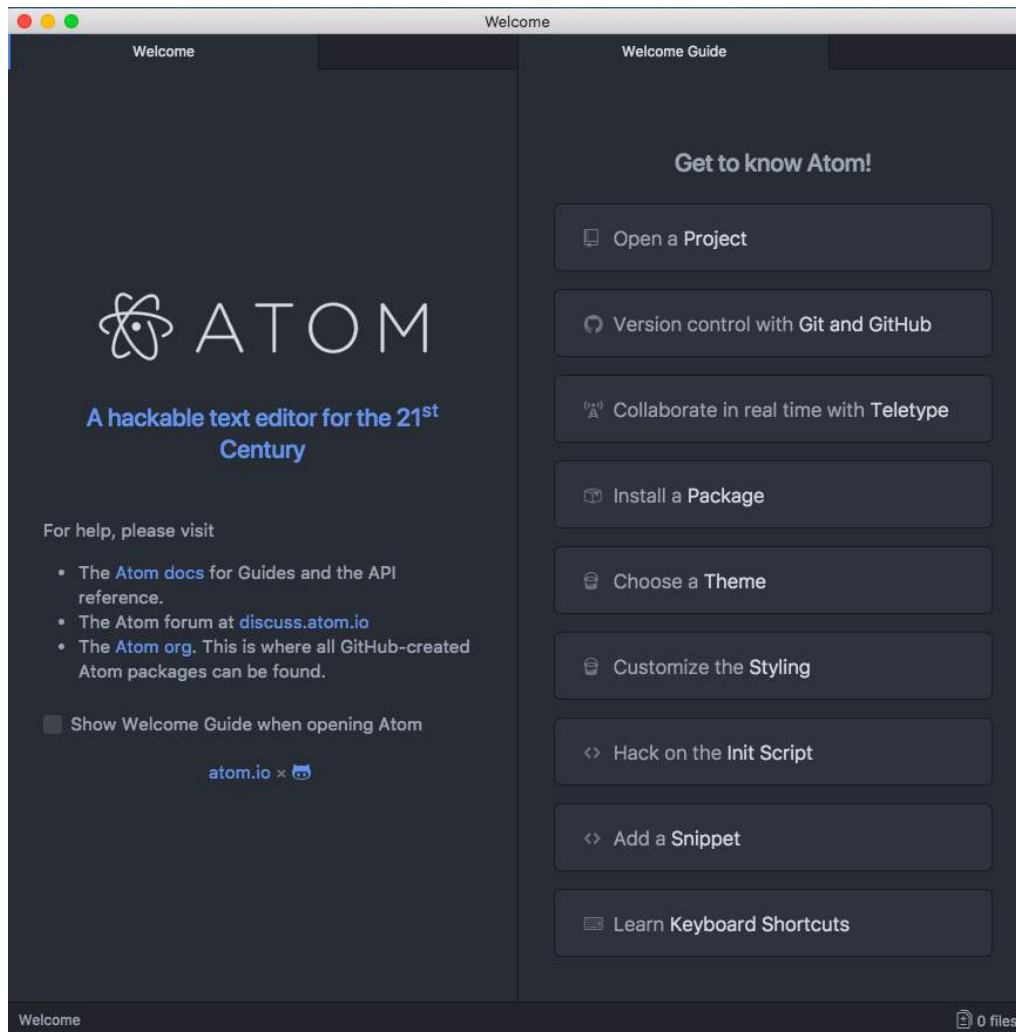 Welcome
Welcome
Welcome Guide
ATOM
A hackable text editor for the 21st
Century
For help, please visit
• The Atom docs for Guides and the API
reference.
• The Atom forum at discuss.atom.io
• The Atom org. This is where all GitHub-created
Atom packages can be found.
Show Welcome Guide when opening Atom
atom.io ×
Get to know Atom!
Open a Project
Version control with Git and GitHub
Collaborate in real time with Teletype
Install a Package
Choose a Theme
Customize the Styling
Hack on the Init Script
Add a Snippet
Learn Keyboard Shortcuts
Welcome
0 files